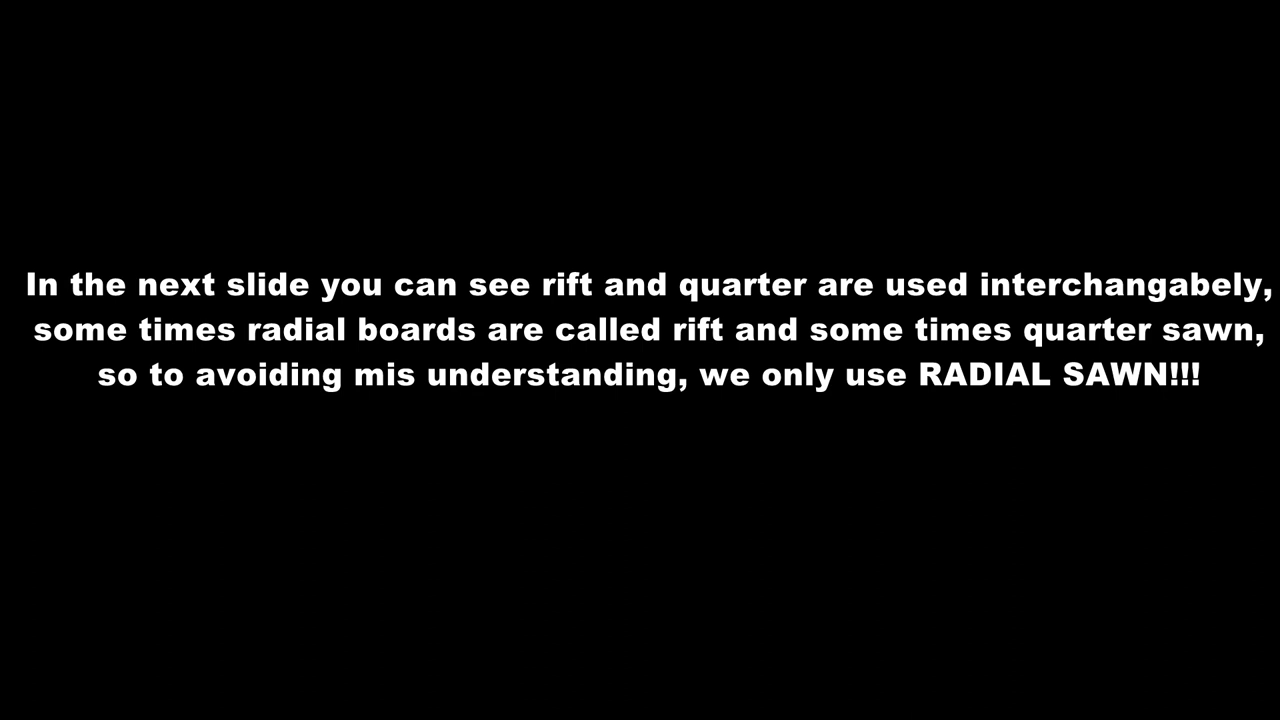 In the next slide you can see rift and quarter are used interchangabely,
some times radial boards are called rift and some times quarter sawn,
so to avoiding mis understanding, we only use RADIAL SAWN!!!